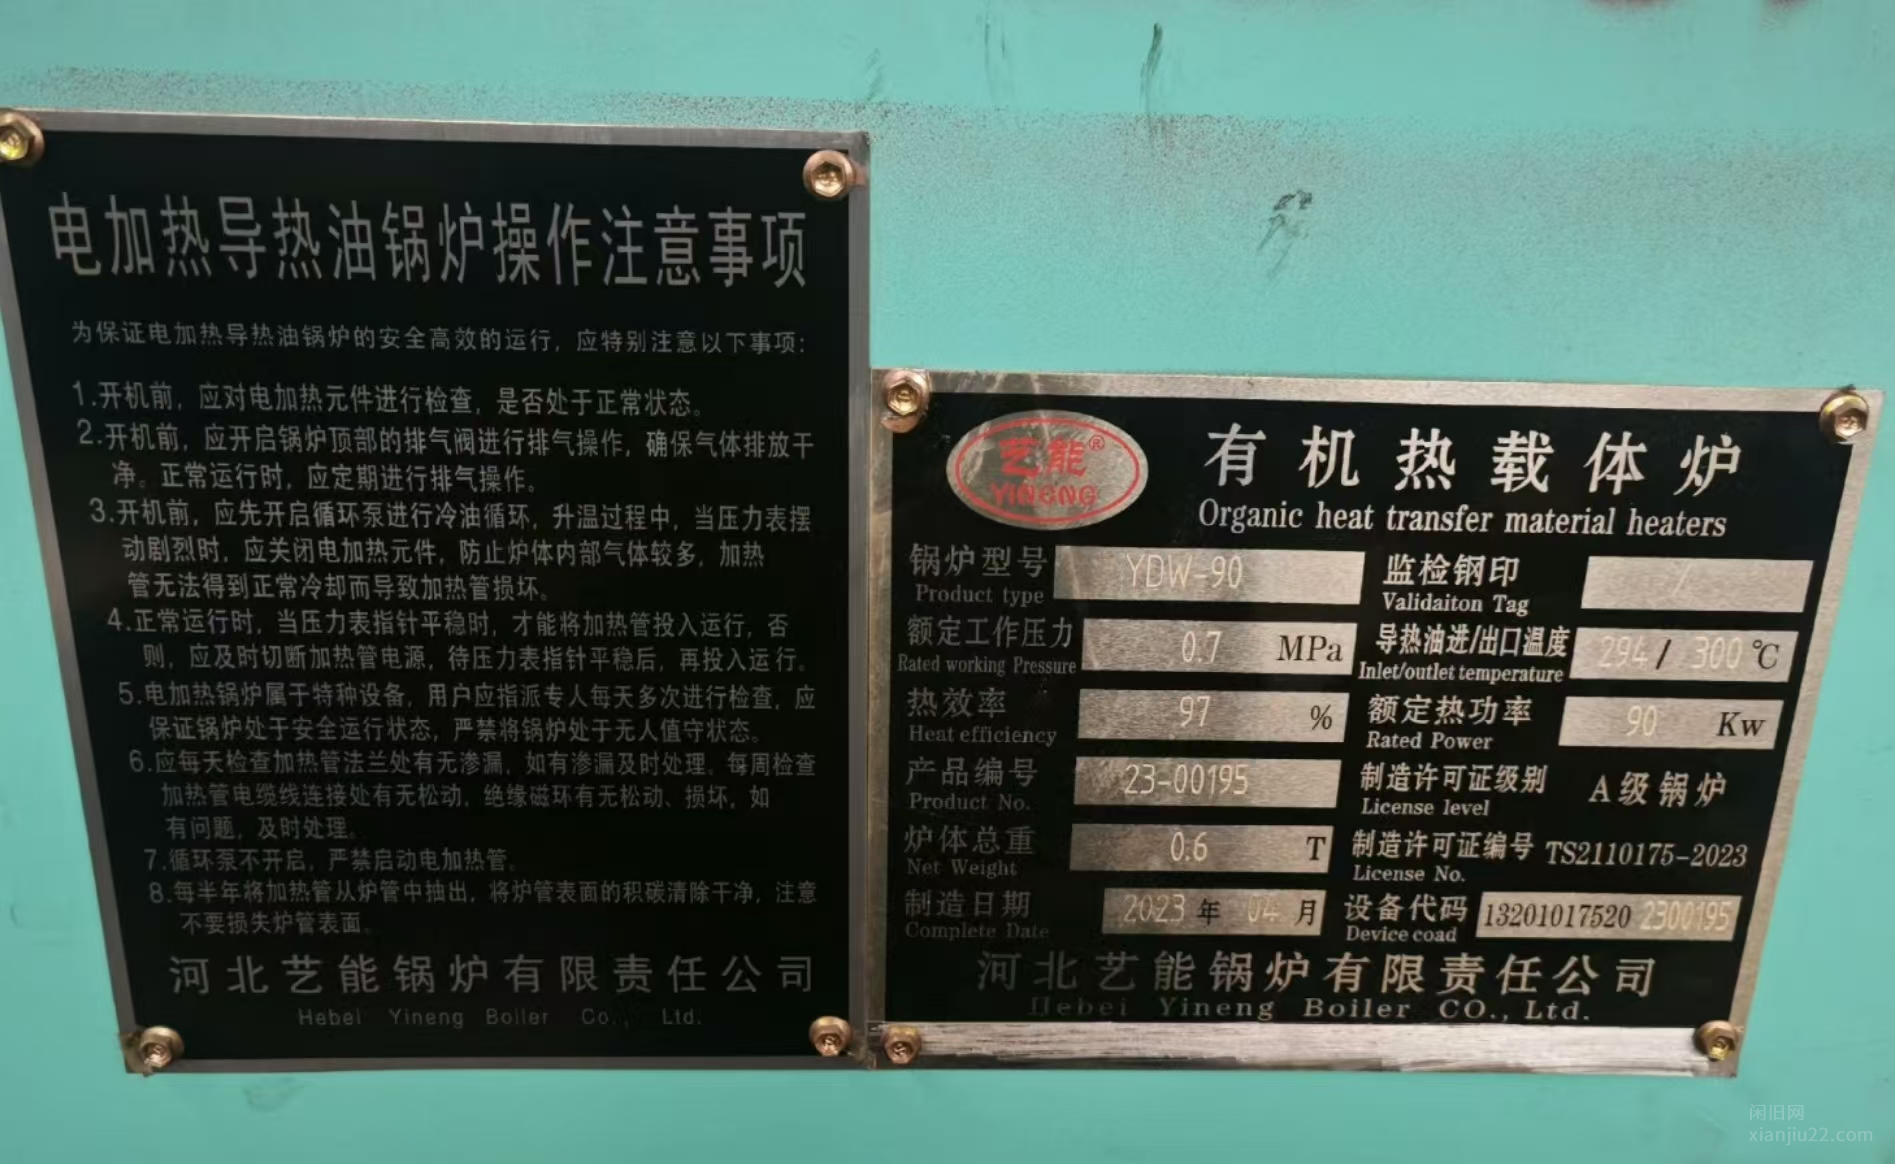 电加热导热油锅炉操作注意事项
为保证电加热导热油锅炉的安全高效的运行，应特别注意以下事项：
1.开机前，应对电加热元件进行检查，是否处于正常状态。
2.开机前，应开启锅炉顶部的排气阀进行排气操作，确保气体排放干
净。正常运行时，应定期进行排气操作。
3.开机前，应先开启循环泵进行冷油循环，升温过程中，当压力表摆
动剧烈时，应关闭电加热元件，防止炉体内部气体较多，加热
管无法得到正常冷却而导致加热管损坏。
4.正常运行时，当压力表指针平稳时，才能将加热管投入运行，否
则，应及时切断加热管电源，待压力表指针平稳后，再投入运行。
5.电加热锅炉属于特种设备，用户应指派专人每天多次进行检查，应
保证锅炉处于安全运行状态，严禁将锅炉处于无人值守状态。
6.应每天检查加热管法兰处有无渗漏，如有渗漏及时处理。每周检查
加热管电缆线连接处有无松动，绝缘磁环有无松动、损坏，如
有问题，及时处理。
7.循环泵不开启，严禁启动电加热管。
8.每半年将加热管从炉管中抽出，将炉管表面的积碳清除干净，注意
不要损失炉管表面。
河北艺能锅炉有限责任公司
Hebei Yineng Boiler Co., Ltd.
艺能®
YINENG
有机热载体炉
Organic heat transfer material heaters
锅炉型号 YDW-90 监检钢印 /
Product type Validaiton Tag
额定工作压力 0.7 MPa 导热油进/出口温度 294 / 300 ℃
Rated working Pressure Inlet/outlet temperature
热效率 97 % 额定热功率 90 Kw
Heat efficiency Rated Power
产品编号 23-00195 制造许可证级别 A级锅炉
Product No. License level
炉体总重 0.6 T 制造许可证编号 TS2110175-2023
Net Weight License No.
制造日期 2023 年 04 月 设备代码 13201017520 2300195
Complete Date Device coad
河北艺能锅炉有限责任公司
Hebei Yineng Boiler CO., Ltd.
闲旧网
xianjiu22.com